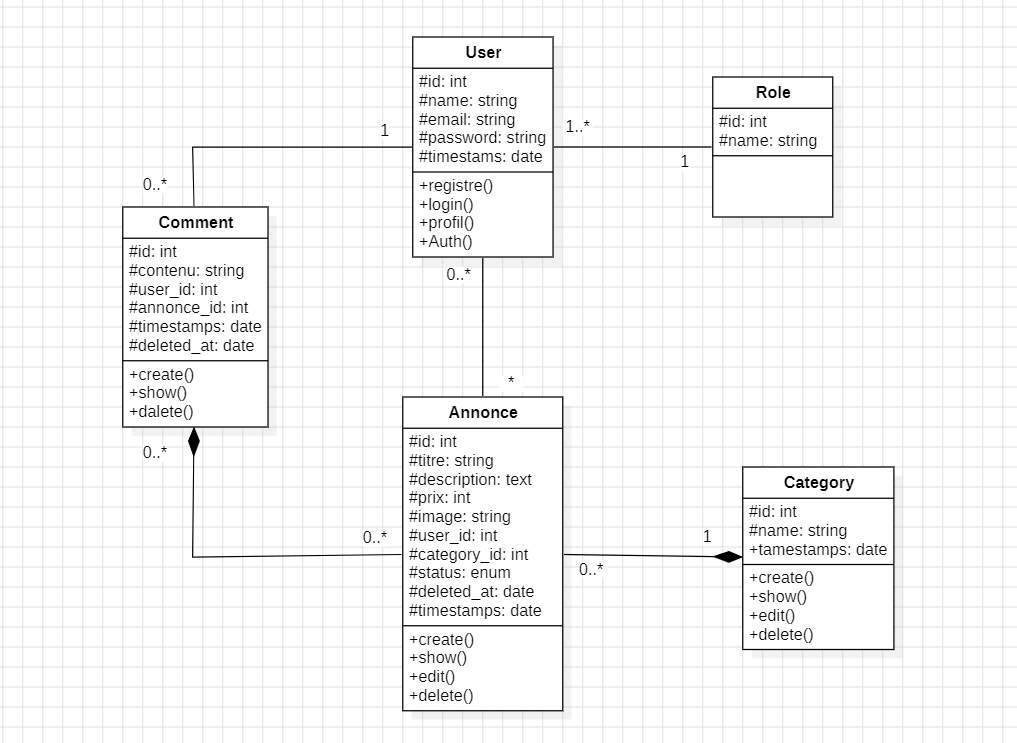 User
#id: int
#name: string
#email: string
#password: string
#timestams: date
+registre()
+login()
+profil()
+Auth()
1..*
1
Role
#id: int
#name: string
1
0..*
Comment
#id: int
#contenu: string
#user_id: int
#annonce_id: int
#timestamps: date
#deleted_at: date
+create()
+show()
+dalete()
0..*
0..*
0..*
*
Annonce
#id: int
#titre: string
#description: text
#prix: int
#image: string
#user_id: int
#category_id: int
#status: enum
#deleted_at: date
#timestamps: date
+create()
+show()
+edit()
+delete()
0..*
1
Category
#id: int
#name: string
+tamestamps: date
+create()
+show()
+edit()
+delete()